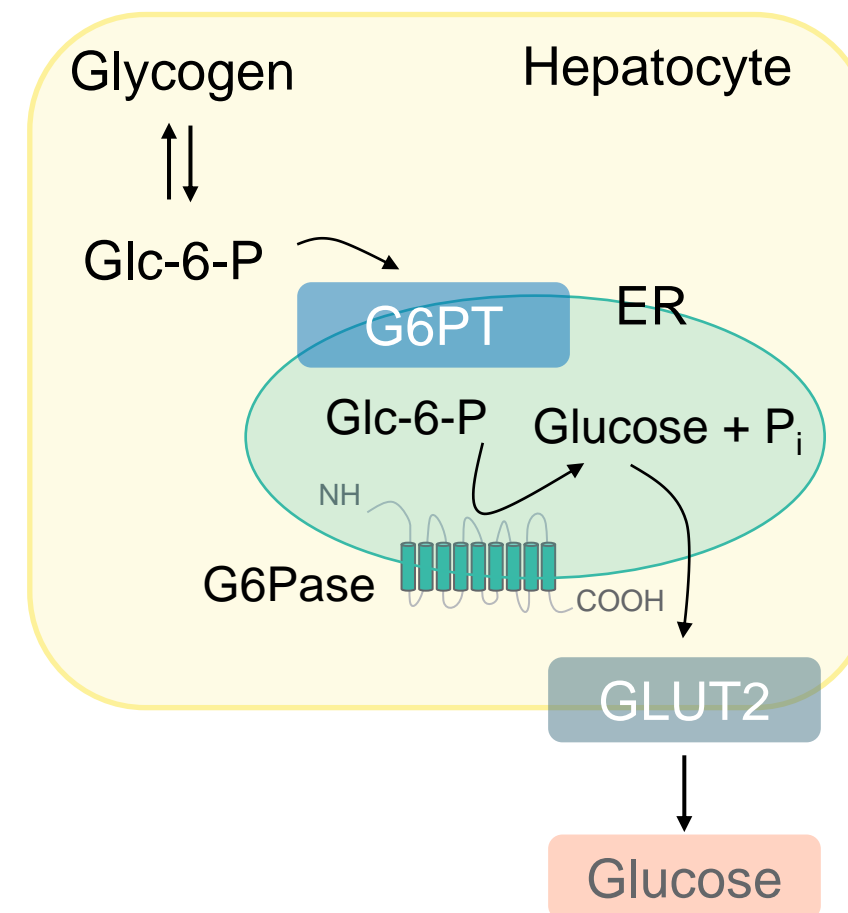 Glycogen
Hepatocyte
Glc-6-P
G6PT
ER
Glc-6-P
Glucose + Pi
NH
G6Pase
COOH
GLUT2
Glucose